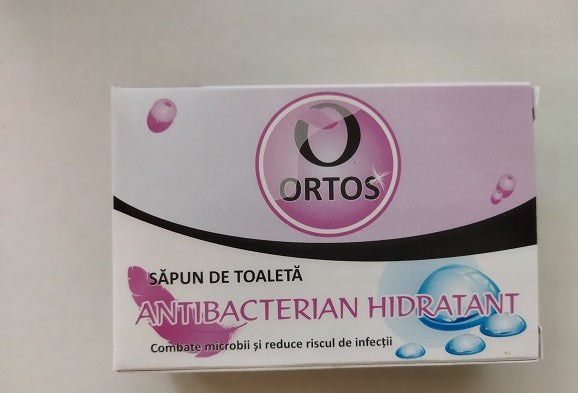 O
ORTOS
SĂPUN DE TOALETĂ
ANTIBACTERIAN HIDRATANT
Combate microbii și reduce riscul de infecții